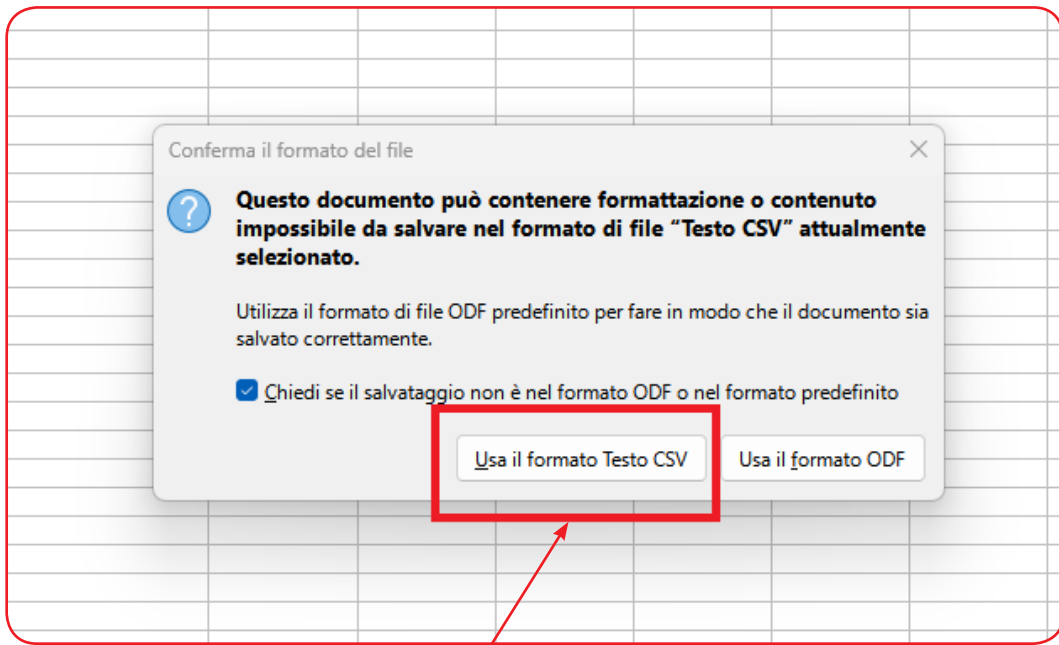 Conferma il formato del file
Questo documento può contenere formattazione o contenuto
impossibile da salvare nel formato di file “Testo CSV” attualmente
selezionato.
Utilizza il formato di file ODF predefinito per fare in modo che il documento sia
salvato correttamente.
Chiedi se il salvataggio non è nel formato ODF o nel formato predefinito
Usa il formato Testo CSV
Usa il formato ODF